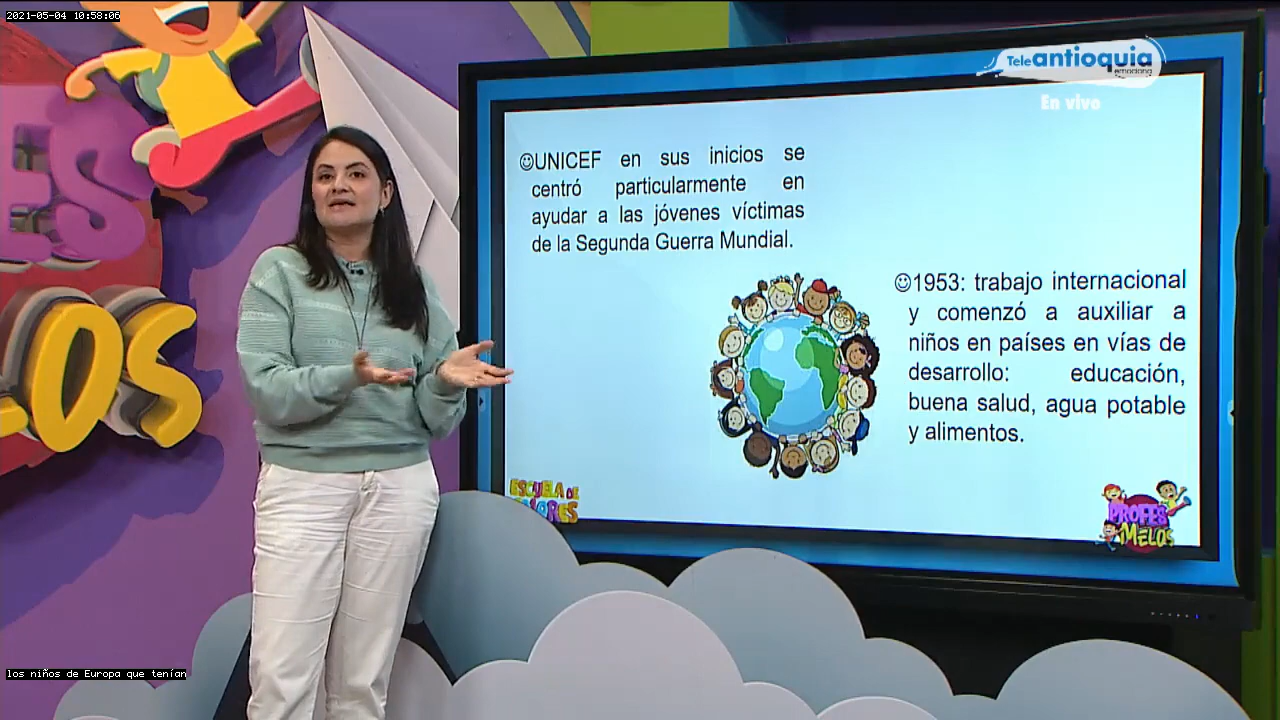 2021-05-04 10:58:06
Teleantioquia
emociona
En vivo
UNICEF en sus inicios se
centró particularmente en
ayudar a las jóvenes víctimas
de la Segunda Guerra Mundial.
1953: trabajo internacional
y comenzó a auxiliar a
niños en países en vías de
desarrollo: educación,
buena salud, agua potable
y alimentos.
ESCUELA DE
PROFES
MELOS
los niños de Europa que tenían